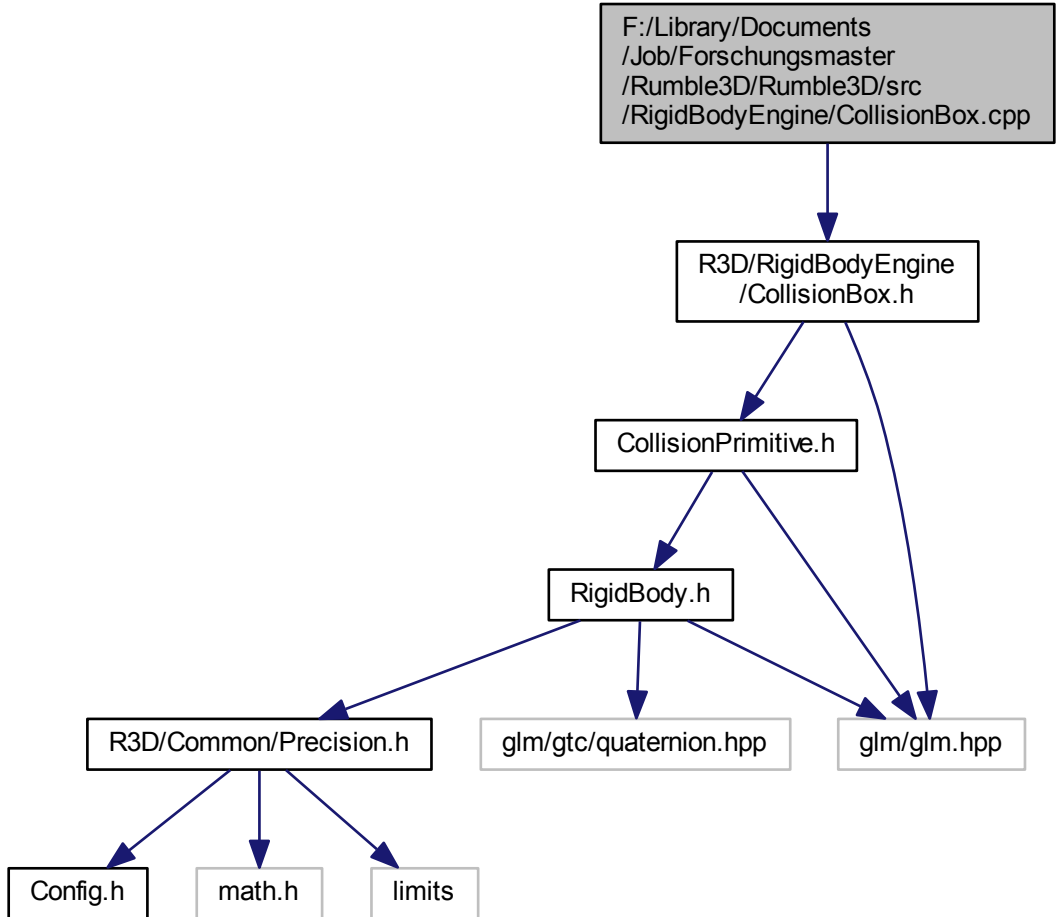 F:/Library/Documents
/Job/Forschungsmaster
/Rumble3D/Rumble3D/src
/RigidBodyEngine/CollisionBox.cpp
R3D/RigidBodyEngine
/CollisionBox.h
CollisionPrimitive.h
RigidBody.h
R3D/Common/Precision.h
glm/gtc/quaternion.hpp
glm/glm.hpp
Config.h
math.h
limits